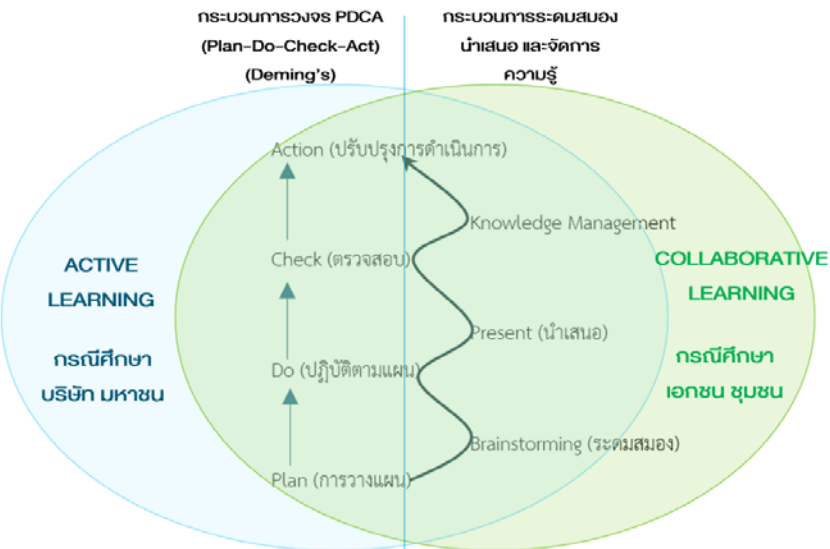 กระบวนการวงจร PDCA
(Plan-Do-Check-Act)
(Deming's)
กระบวนการระดมสมอง
นำเสนอ และจัดการ
ความรู้
Action (ปรับปรุงการดำเนินการ)
Knowledge Management
Check (ตรวจสอบ)
Present (นำเสนอ)
Do (ปฏิบัติตามแผน)
Brainstorming (ระดมสมอง)
Plan (การวางแผน)
ACTIVE
LEARNING
กรณีศึกษา
บริษัท มหาชน
COLLABORATIVE
LEARNING
กรณีศึกษา
เอกชน ชุมชน